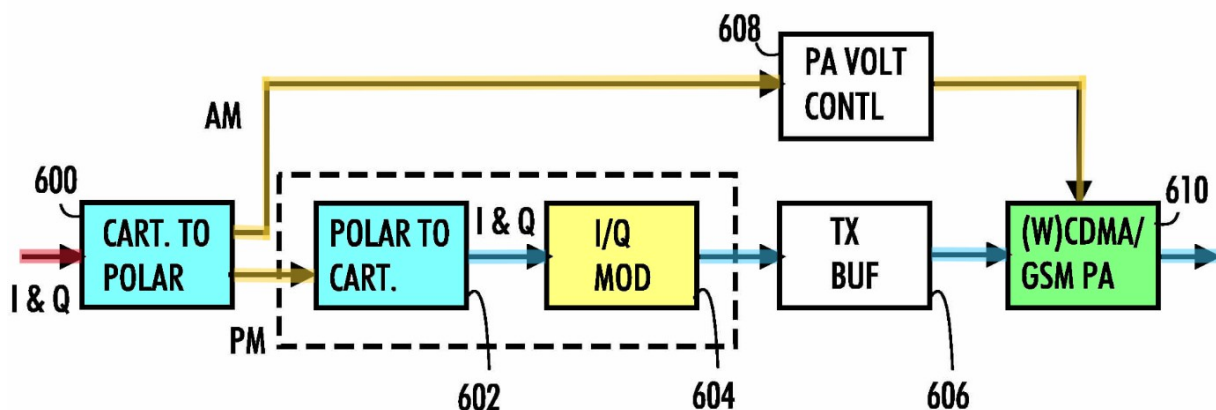 608
PA VOLT
CONTL
AM
600
CART. TO
POLAR
I & Q
PM
POLAR TO
CART.
I & Q
I/Q
MOD
TX
BUF
610
(W)CDMA/
GSM PA
602
604
606